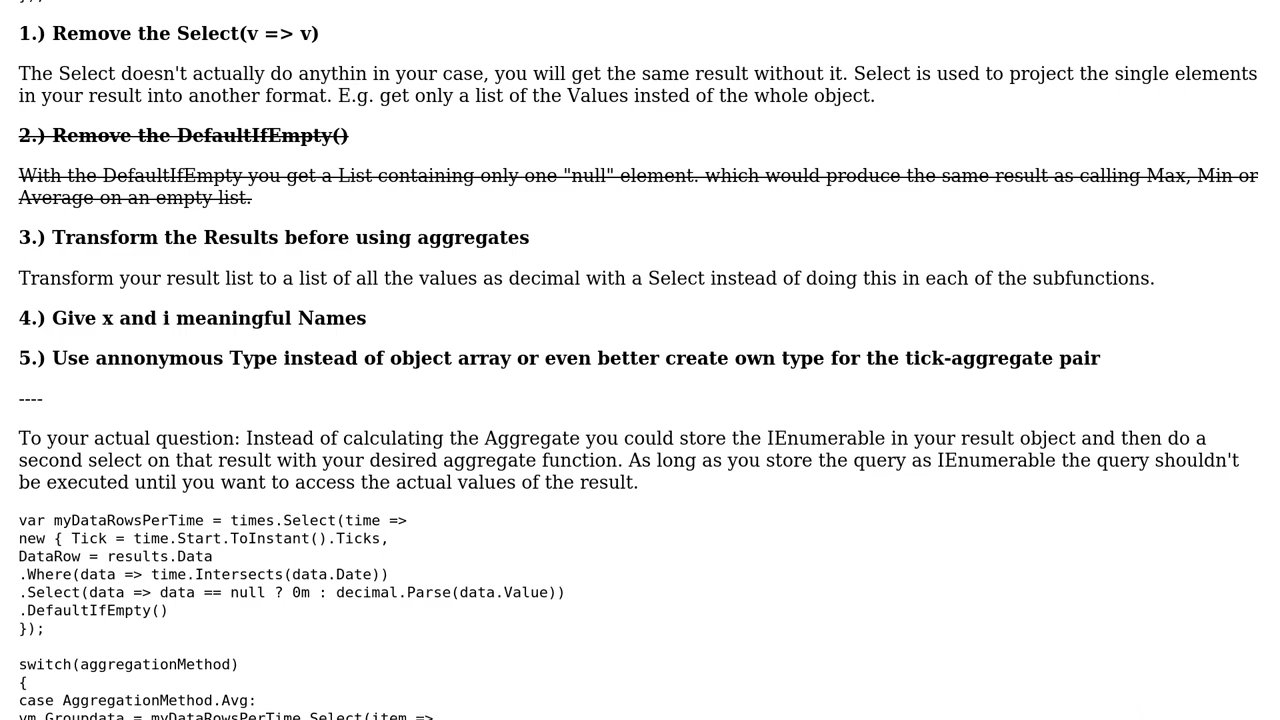 1.) Remove the Select(v => v)
The Select doesn't actually do anythin in your case, you will get the same result without it. Select is used to project the single elements
in your result into another format. E.g. get only a list of the Values insted of the whole object.
2.) Remove the DefaultIfEmpty()
With the DefaultIfEmpty you get a List containing only one "null" element. which would produce the same result as calling Max, Min or
Average on an empty list.
3.) Transform the Results before using aggregates
Transform your result list to a list of all the values as decimal with a Select instead of doing this in each of the subfunctions.
4.) Give x and i meaningful Names
5.) Use annonymous Type instead of object array or even better create own type for the tick-aggregate pair
----
To your actual question: Instead of calculating the Aggregate you could store the IEnumerable in your result object and then do a
second select on that result with your desired aggregate function. As long as you store the query as IEnumerable the query shouldn't
be executed until you want to access the actual values of the result.
var myDataRowsPerTime = times.Select(time =>
new { Tick = time.Start.ToInstant().Ticks,
DataRow = results.Data
.Where(data => time.Intersects(data.Date))
.Select(data => data == null ? 0m : decimal.Parse(data.Value))
.DefaultIfEmpty()
});
switch(aggregationMethod)
{
case AggregationMethod.Avg:
vm.Groupdata = myDataRowsPerTime.Select(item =>